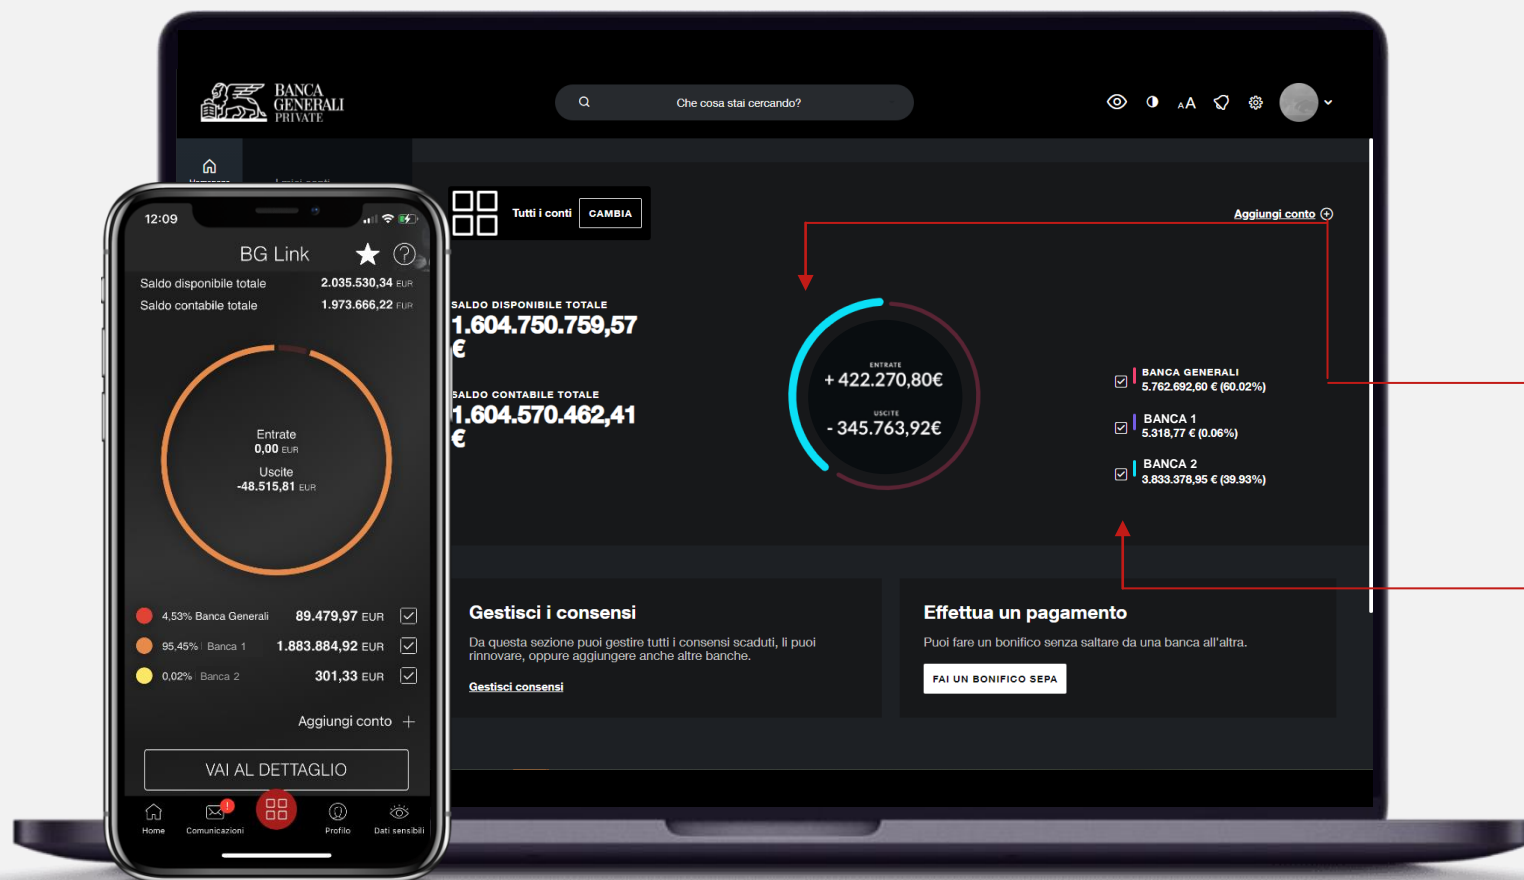 BANCA
GENERALI
PRIVATE
Che cosa stai cercando?
AA
Homepage
I miei conti
Tutti i conti
CAMBIA
Aggiungi conto
SALDO DISPONIBILE TOTALE
1.604.750.759,57
€
SALDO CONTABILE TOTALE
1.604.570.462,41
€
ENTRATE
+ 422.270,80€
USCITE
- 345.763,92€
BANCA GENERALI
5.762.692,60 € (60.02%)
BANCA 1
5.318,77 € (0.06%)
BANCA 2
3.833.378,95 € (39.93%)
Gestisci i consensi
Da questa sezione puoi gestire tutti i consensi scaduti, li puoi
rinnovare, oppure aggiungere anche altre banche.
Gestisci consensi
Effettua un pagamento
Puoi fare un bonifico senza saltare da una banca all'altra.
FAI UN BONIFICO SEPA
12:09
BG Link
?
Saldo disponibile totale 2.035.530,34 EUR
Saldo contabile totale 1.973.666,22 EUR
Entrate
0,00 EUR
Uscite
-48.515,81 EUR
4,53% Banca Generali 89.479,97 EUR
95,45% Banca 1 1.883.884,92 EUR
0,02% Banca 2 301,33 EUR
Aggiungi conto +
VAI AL DETTAGLIO
!
Home Comunicazioni Profilo Dati sensibili